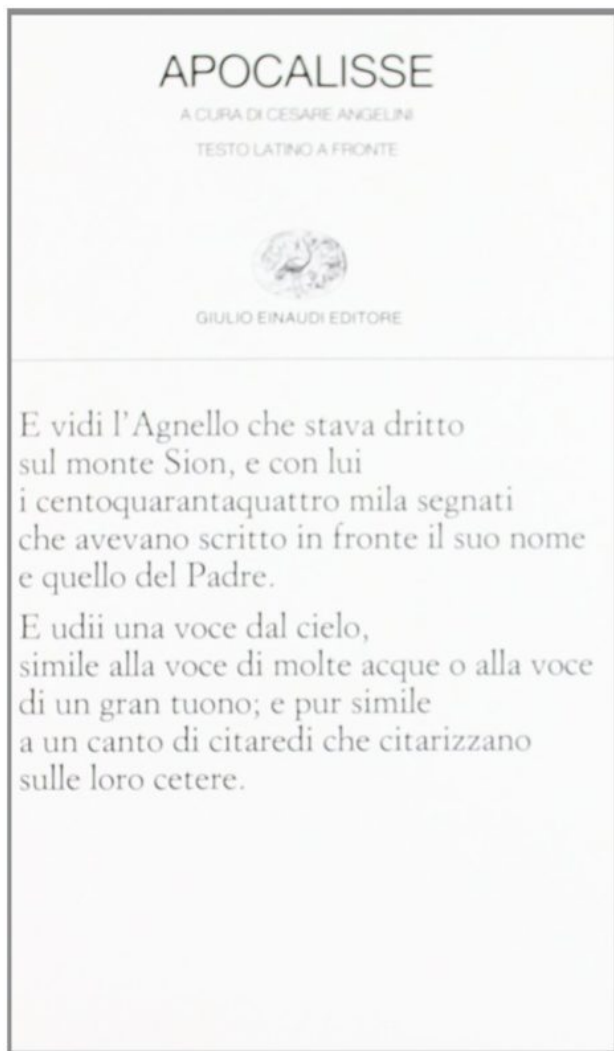 APOCALISSE
A CURA DI CESARE ANGELINI
TESTO LATINO A FRONTE
GIULIO EINAUDI EDITORE
E vidi l'Agnello che stava dritto
sul monte Sion, e con lui
i centoquarantaquattro mila segnati
che avevano scritto in fronte il suo nome
e quello del Padre.
E udii una voce dal cielo,
simile alla voce di molte acque o alla voce
di un gran tuono; e pur simile
a un canto di citaredi che citarizzano
sulle loro cetere.